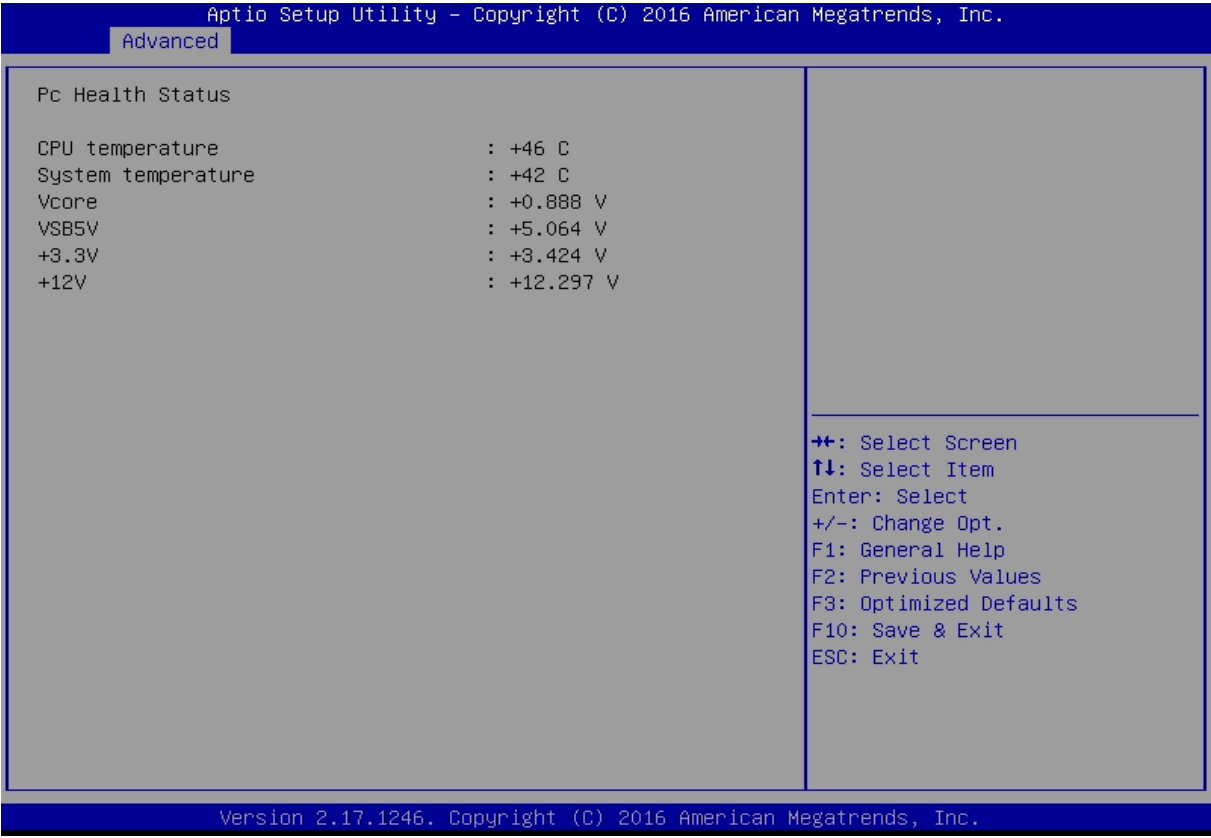 Aptio Setup Utility – Copyright (C) 2016 American Megatrends, Inc.
Advanced
Pc Health Status
CPU temperature : +46 C
System temperature : +42 C
Vcore : +0.888 V
VSB5V : +5.064 V
+3.3V : +3.424 V
+12V : +12.297 V
→←: Select Screen
↑↓: Select Item
Enter: Select
+/-: Change Opt.
F1: General Help
F2: Previous Values
F3: Optimized Defaults
F10: Save & Exit
ESC: Exit
Version 2.17.1246. Copyright (C) 2016 American Megatrends, Inc.